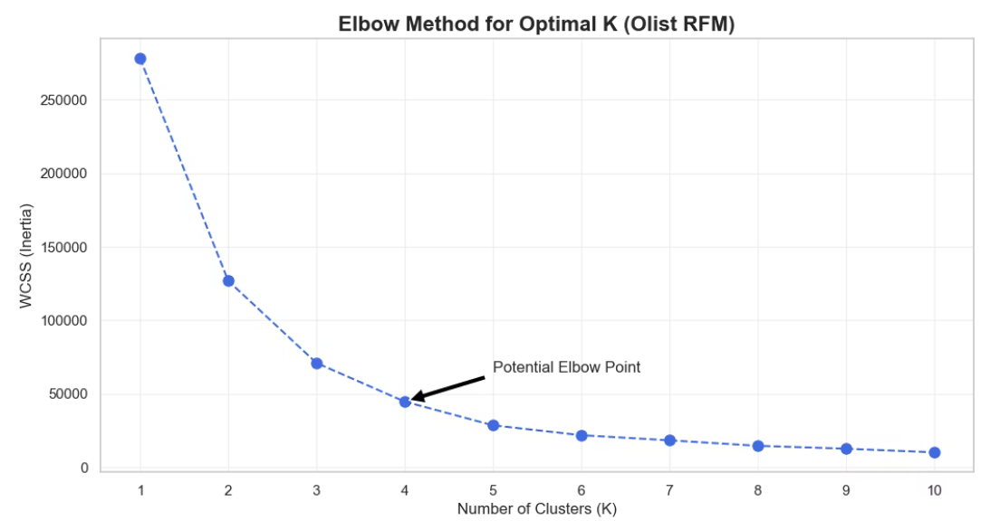 Elbow Method for Optimal K (Olist RFM)
250000
200000
150000
100000
50000
0
WCSS (Inertia)
Potential Elbow Point
1 2 3 4 5 6 7 8 9 10
Number of Clusters (K)